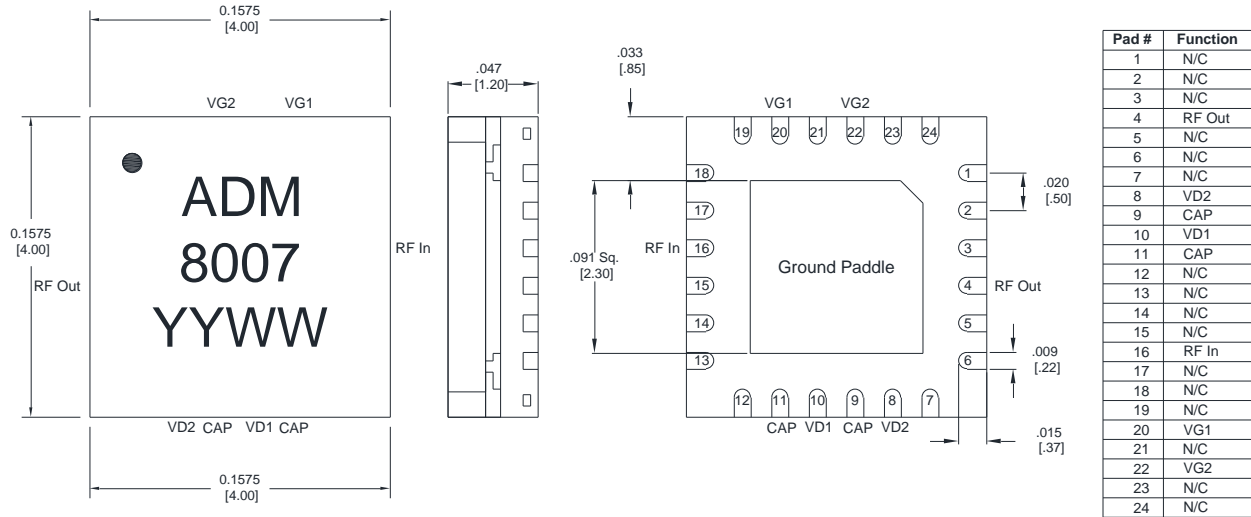 0.1575
[4.00]
VG2 VG1
0.1575
[4.00]
RF Out
ADM
8007
YYWW
RF In
VD2 CAP VD1 CAP
0.1575
[4.00]
.047
[1.20]
.033
[.85]
VG1 VG2
19 20 21 22 23 24
18
17
RF In 16
15
14
13
.091 Sq.
[2.30]
Ground Paddle
1
2
3
4 RF Out
5
6
.020
[.50]
.009
[.22]
12 11 10 9 8 7
CAP VD1 CAP VD2
.015
[.37]
Pad # Function
1 N/C
2 N/C
3 N/C
4 RF Out
5 N/C
6 N/C
7 N/C
8 VD2
9 CAP
10 VD1
11 CAP
12 N/C
13 N/C
14 N/C
15 N/C
16 RF In
17 N/C
18 N/C
19 N/C
20 VG1
21 N/C
22 VG2
23 N/C
24 N/C